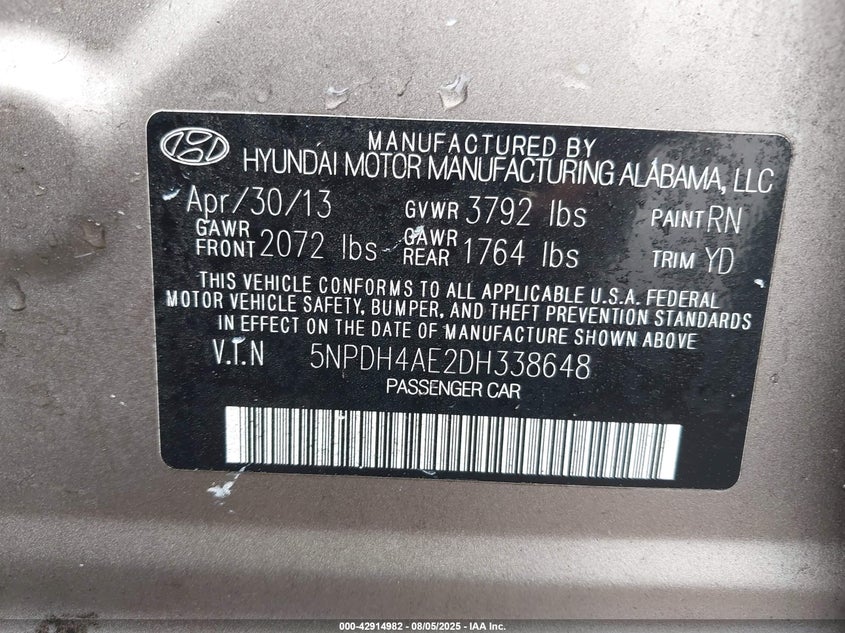 MANUFACTURED BY
HYUNDAI MOTOR MANUFACTURING ALABAMA, LLC
Apr/30/13 GVWR 3792 lbs PAINT RN
GAWR FRONT 2072 lbs GAWR REAR 1764 lbs TRIM YD
THIS VEHICLE CONFORMS TO ALL APPLICABLE U.S.A. FEDERAL
MOTOR VEHICLE SAFETY, BUMPER, AND THEFT PREVENTION STANDARDS
IN EFFECT ON THE DATE OF MANUFACTURE SHOWN ABOVE
V.I.N 5NPDH4AE2DH338648
PASSENGER CAR
000-42914982 - 08/05/2025 - IAA Inc.